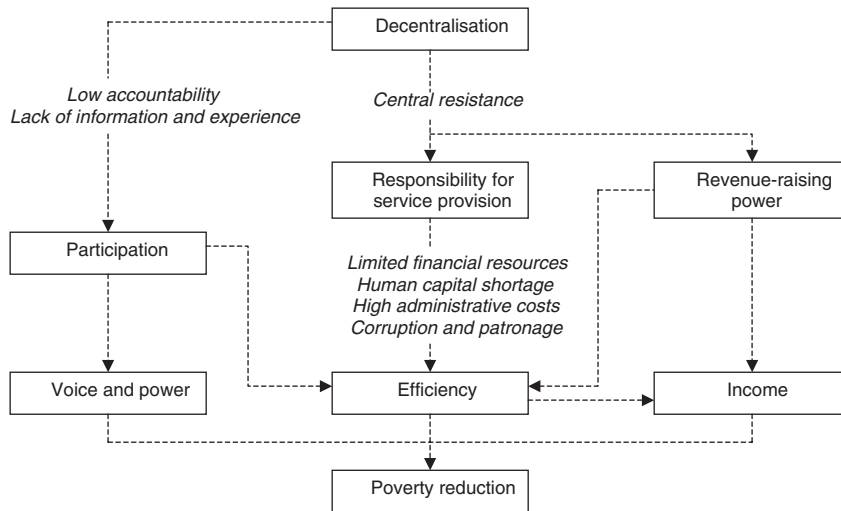 Decentralisation
Low accountability
Lack of information and experience
Central resistance
Responsibility for
service provision
Revenue-raising
power
Participation
Limited financial resources
Human capital shortage
High administrative costs
Corruption and patronage
Voice and power
Efficiency
Income
Poverty reduction